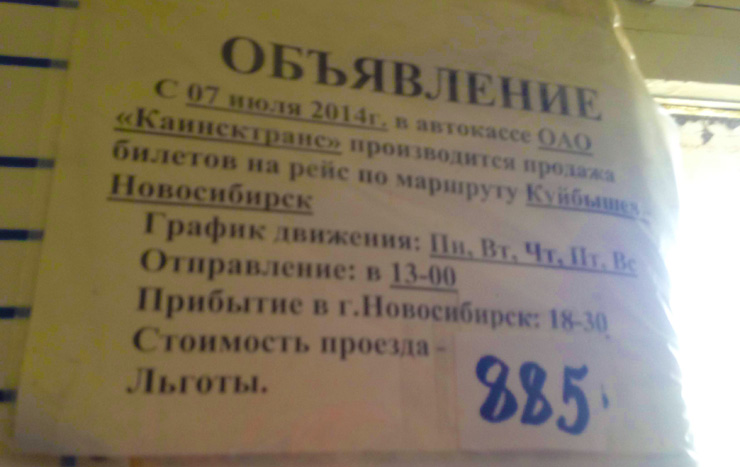 ОБЪЯВЛЕНИЕ
С 07 июля 2014г. в автокассе ОАО
«Каинсктранс» производится продажа
билетов на рейс по маршруту Куйбышев -
Новосибирск
График движения: Пн, Вт, Чт, Пт, Вс
Отправление: в 13-00
Прибытие в г.Новосибирск: 18-30
Стоимость проезда - 885
Льготы.